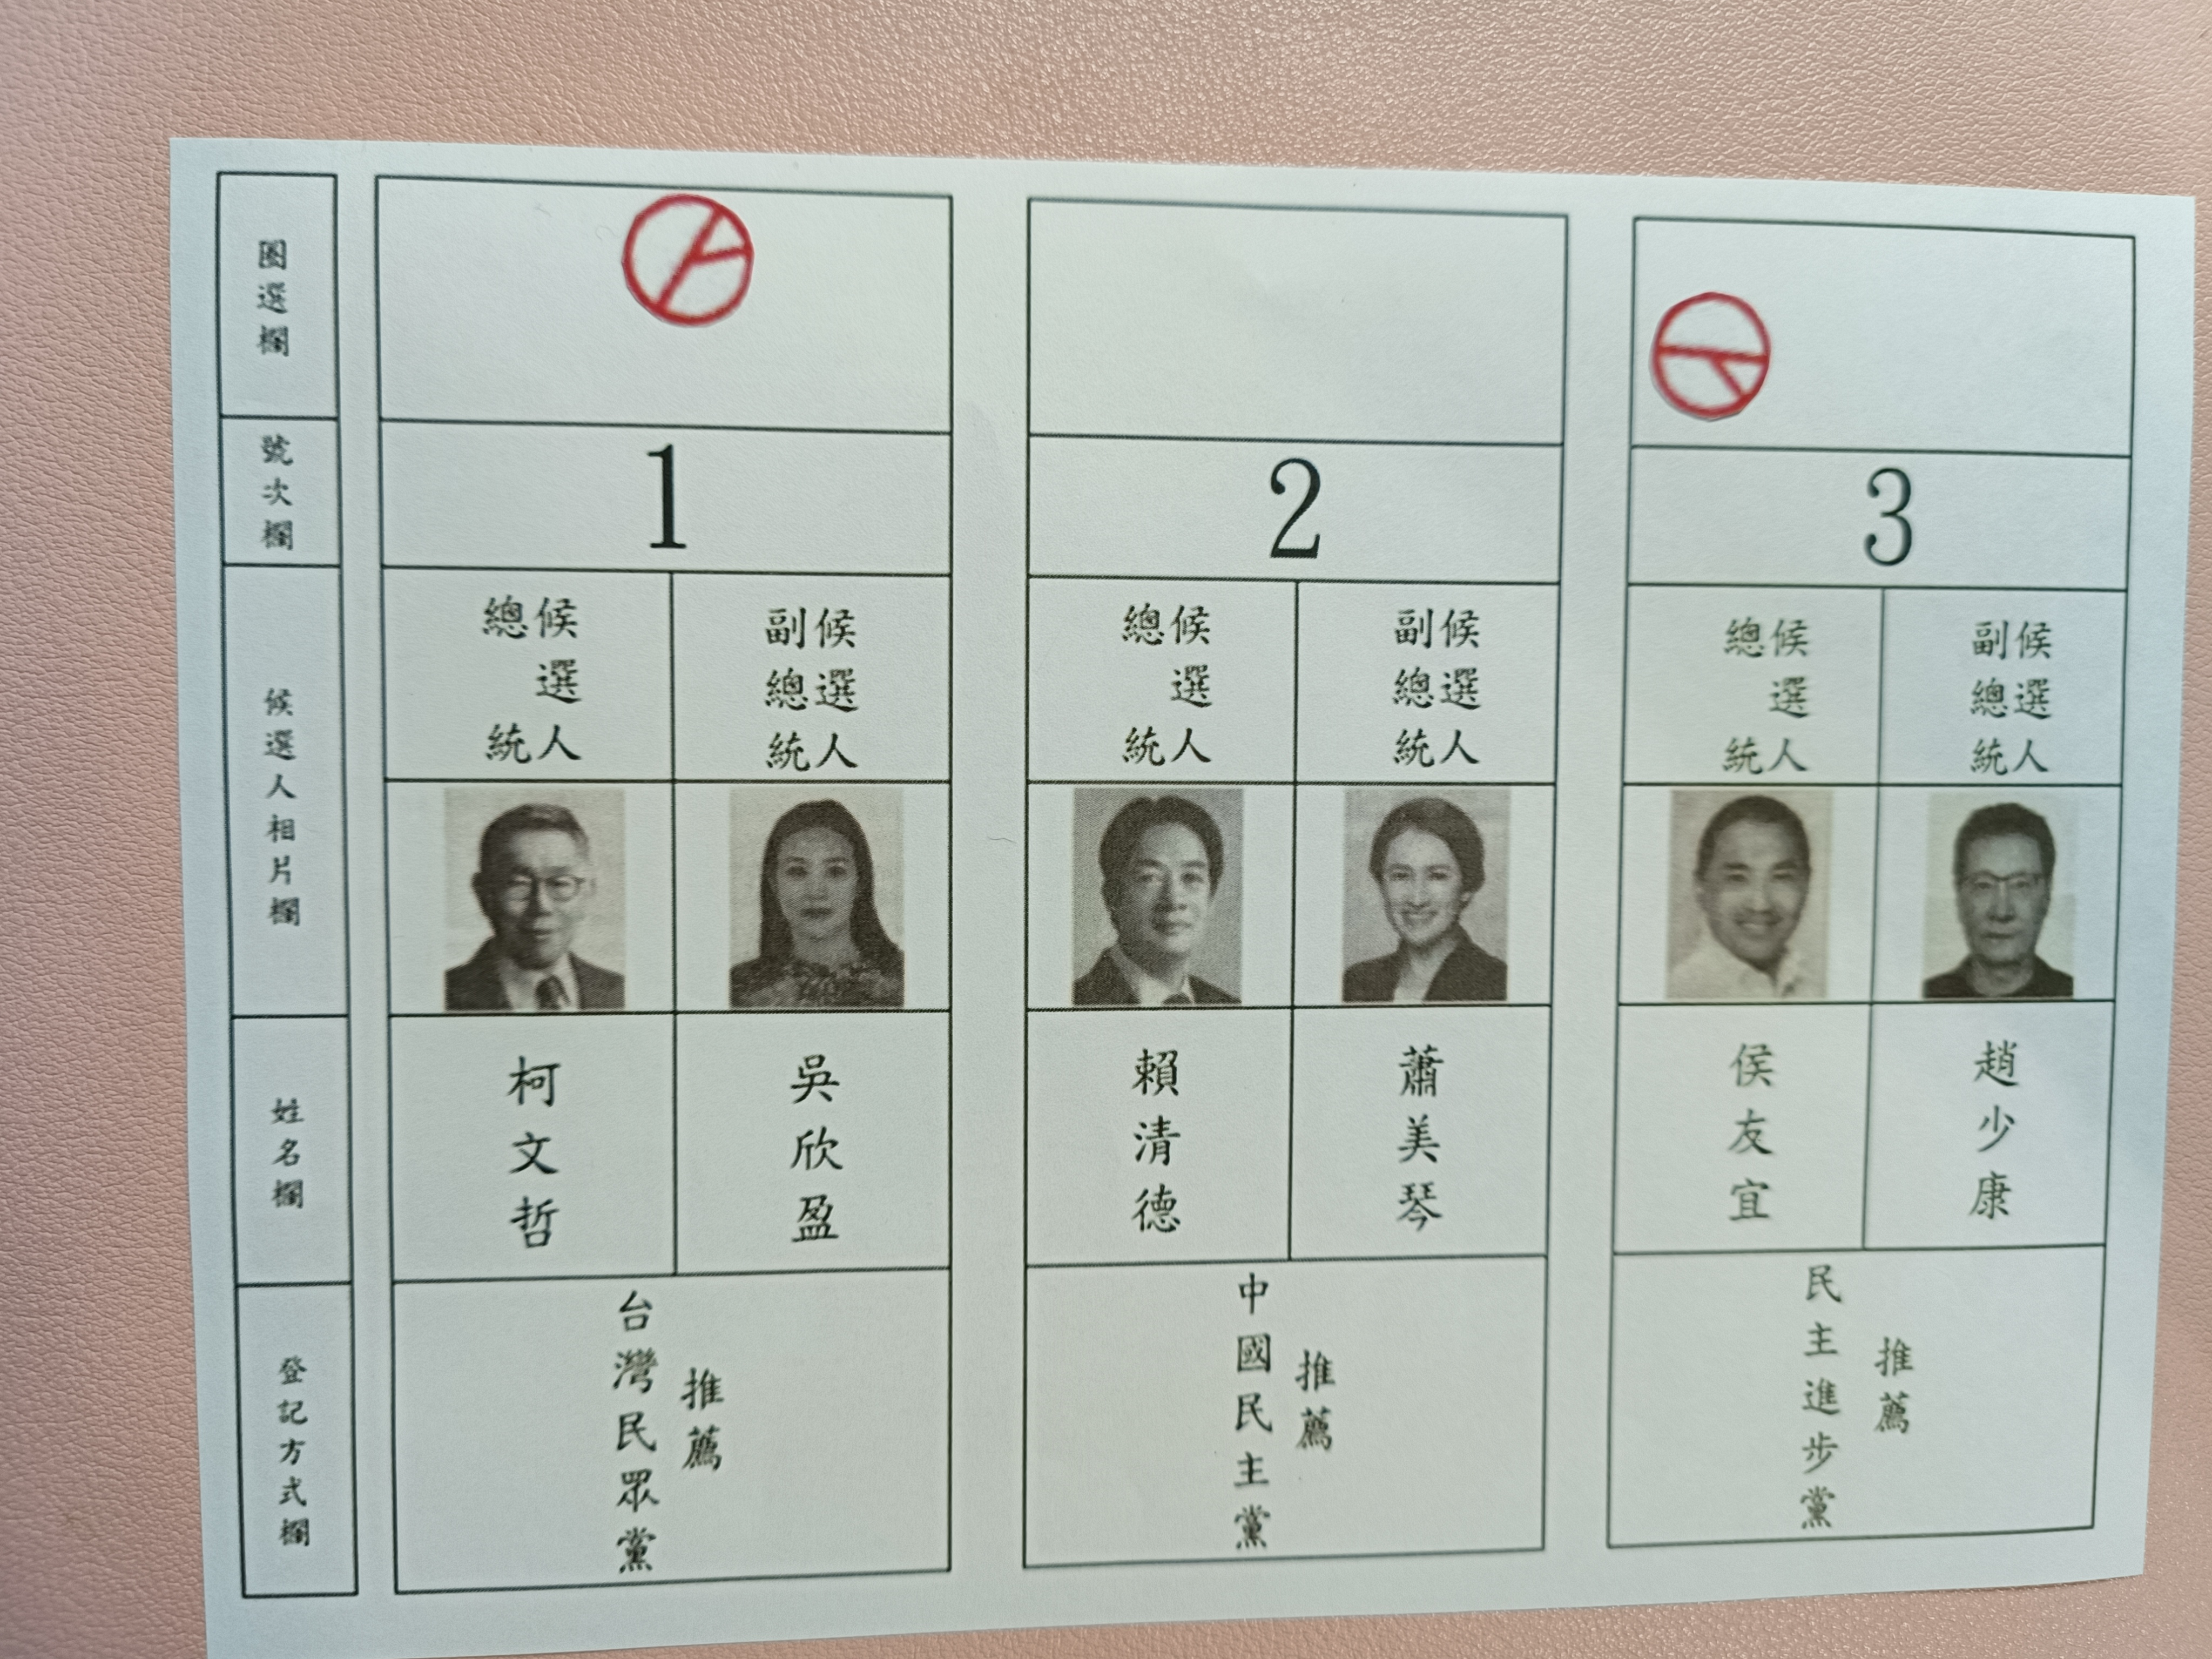 圈選欄
號次欄
候選人相片欄
姓名欄
登記方式欄
1
總統候選人
副總統候選人
柯文哲
吳欣盈
台灣民眾黨
推薦
2
總統候選人
副總統候選人
賴清德
蕭美琴
中國民主黨
推薦
3
總統候選人
副總統候選人
侯友宜
趙少康
民主進步黨
推薦